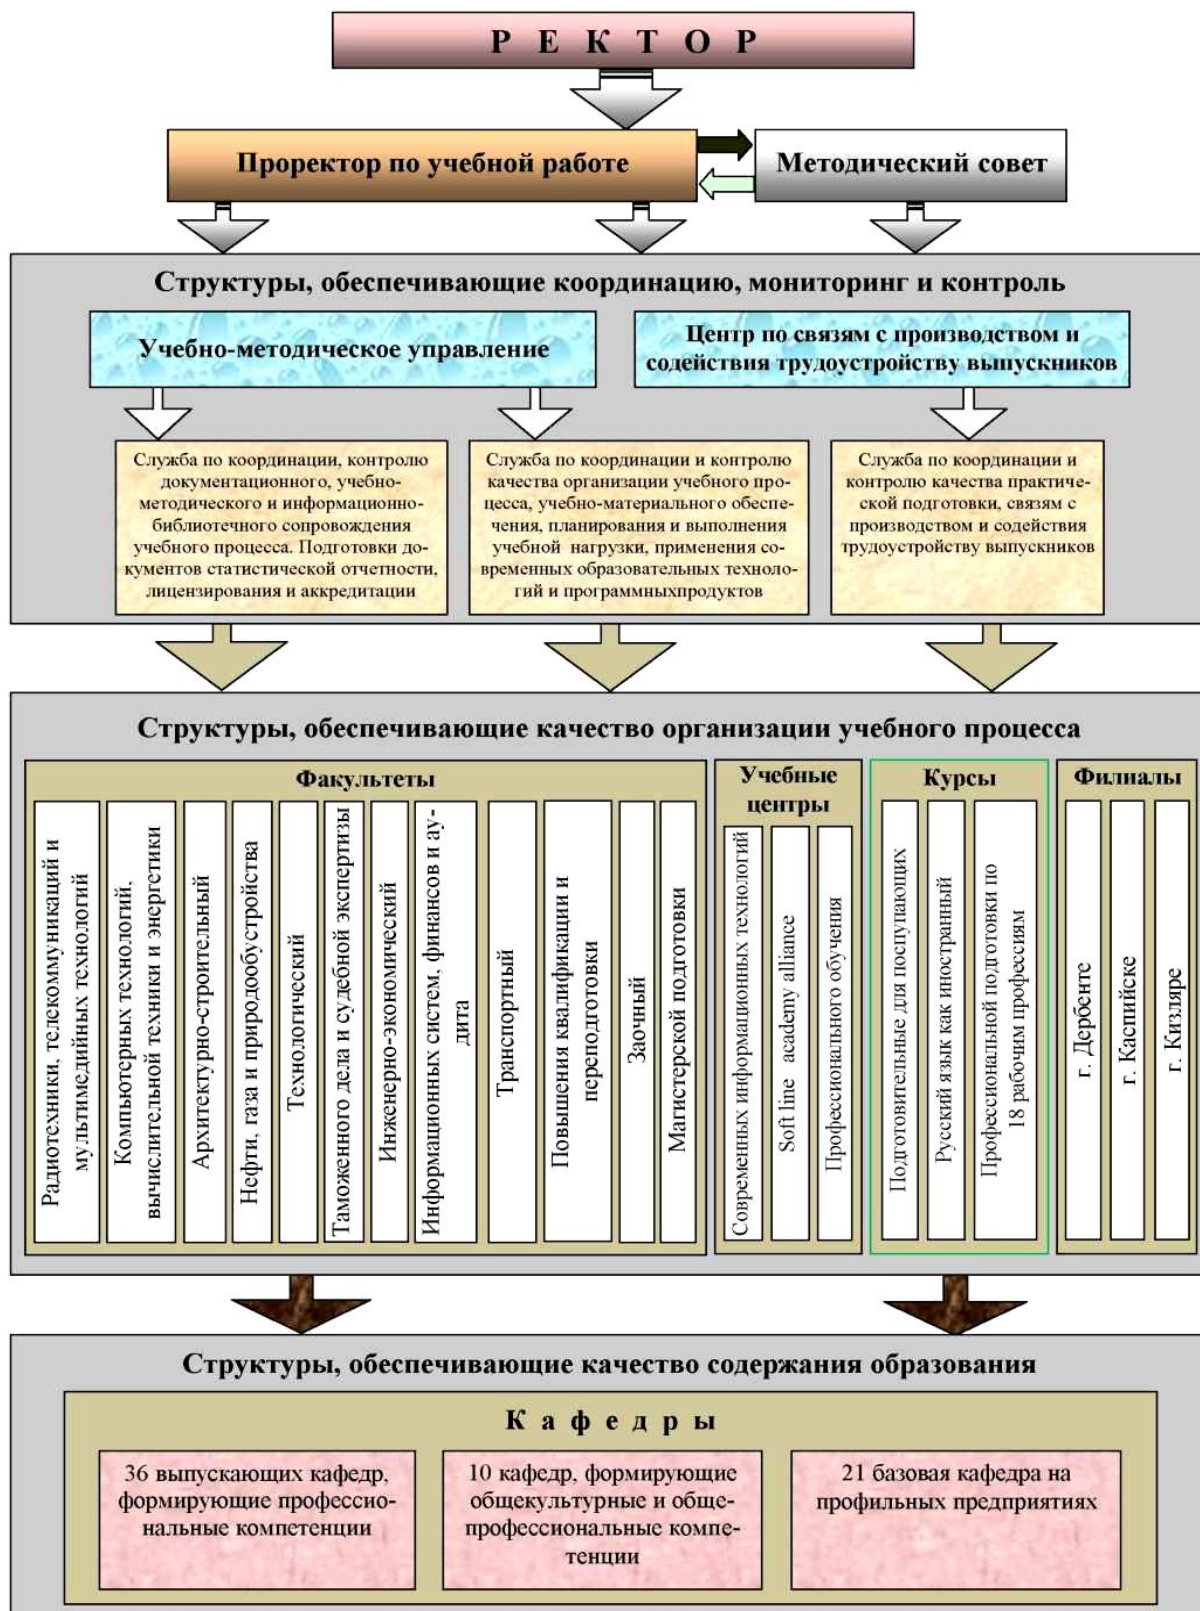 Р Е К Т О Р
Проректор по учебной работе
Методический совет
Структуры, обеспечивающие координацию, мониторинг и контроль
Учебно-методическое управление
Центр по связям с производством и
содействия трудоустройству выпускников
Служба по координации, контролю
документационного, учебно-
методического и информационно-
библиотечного сопровождения
учебного процесса. Подготовки до-
кументов статистической отчетности,
лицензирования и аккредитации
Служба по координации и контролю
качества организации учебного про-
цесса, учебно-материального обеспе-
чения, планирования и выполнения
учебной нагрузки, применения со-
временных образовательных техноло-
гий и программныхпродуктов
Служба по координации и
контролю качества практиче-
ской подготовки, связям с
производством и содействия
трудоустройству выпускников
Структуры, обеспечивающие качество организации учебного процесса
Факультеты
Радиотехники, телекоммуникаций и
мультимедийных технологий
Компьютерных технологий,
вычислительной техники и энергетики
Архитектурно-строительный
Нефти, газа и природообустройства
Технологический
Таможенного дела и судебной экспертизы
Инженерно-экономический
Информационных систем, финансов и ау-
дита
Транспортный
Повышения квалификации и
переподготовки
Заочный
Магистерской подготовки
Учебные
центры
Современных информационных технологий
Soft line academy alliance
Профессионального обучения
Курсы
Подготовительные для поступающих
Русский язык как иностранный
Профессиональной подготовки по
18 рабочим профессиям
Филиалы
г. Дербенте
г. Каспийске
г. Кизляре
Структуры, обеспечивающие качество содержания образования
К а ф е д р ы
36 выпускающих кафедр,
формирующие профессио-
нальные компетенции
10 кафедр, формирующие
общекультурные и обще-
профессиональные компе-
тенции
21 базовая кафедра на
профильных предприятиях